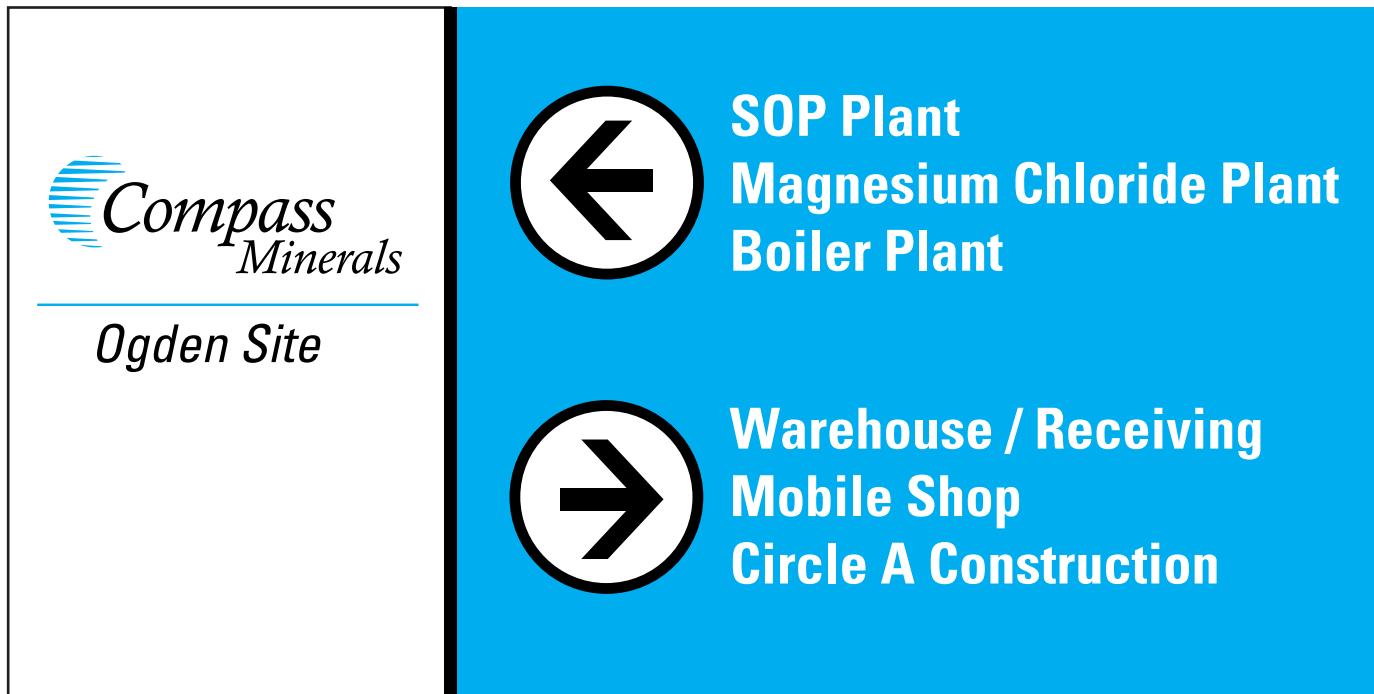 Compass
Minerals
Ogden Site
SOP Plant
Magnesium Chloride Plant
Boiler Plant
Warehouse / Receiving
Mobile Shop
Circle A Construction